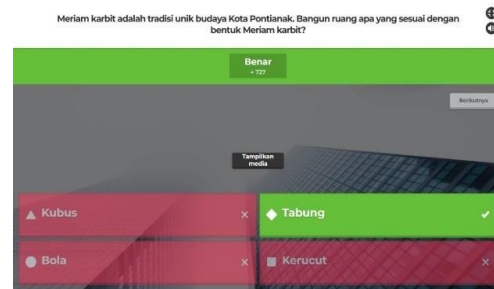 Meriam karbit adalah tradisi unik budaya Kota Pontianak. Bangun ruang apa yang sesuai dengan
bentuk Meriam karbit?
Benar
+ 727
Berikutnya
Tampilkan
media
Kubus
Tabung
Bola
Kerucut